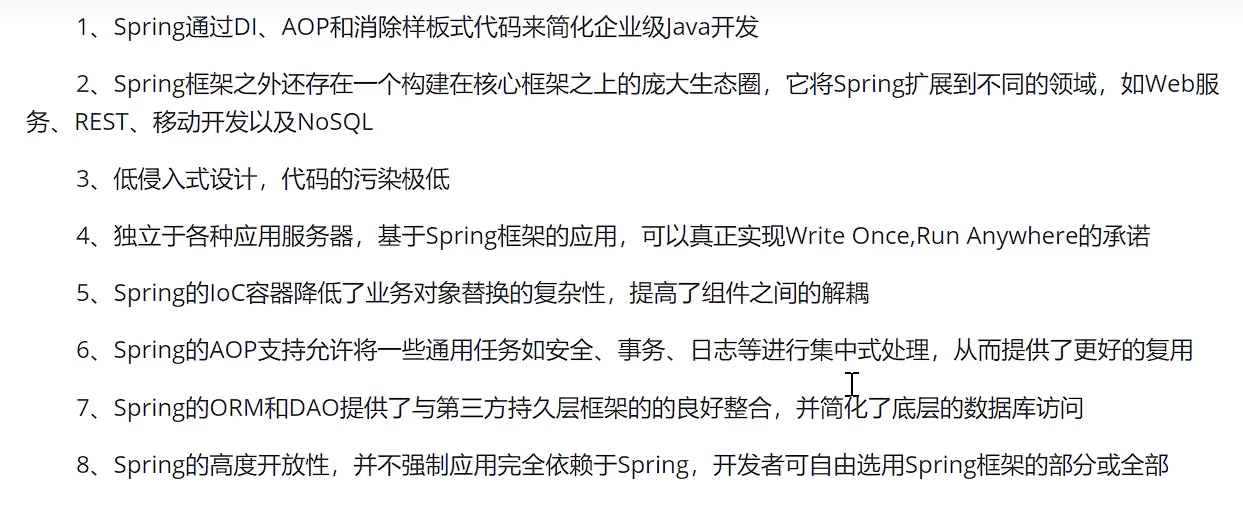 1、Spring通过DI、AOP和消除样板式代码来简化企业级Java开发
2、Spring框架之外还存在一个构建在核心框架之上的庞大生态圈，它将Spring扩展到不同的领域，如Web服
务、REST、移动开发以及NoSQL
3、低侵入式设计，代码的污染极低
4、独立于各种应用服务器，基于Spring框架的应用，可以真正实现Write Once,Run Anywhere的承诺
5、Spring的IoC容器降低了业务对象替换的复杂性，提高了组件之间的解耦
6、Spring的AOP支持允许将一些通用任务如安全、事务、日志等进行集中式处理，从而提供了更好的复用
7、Spring的ORM和DAO提供了与第三方持久层框架的的良好整合，并简化了底层的数据库访问
8、Spring的高度开放性，并不强制应用完全依赖于Spring，开发者可自由选用Spring框架的部分或全部